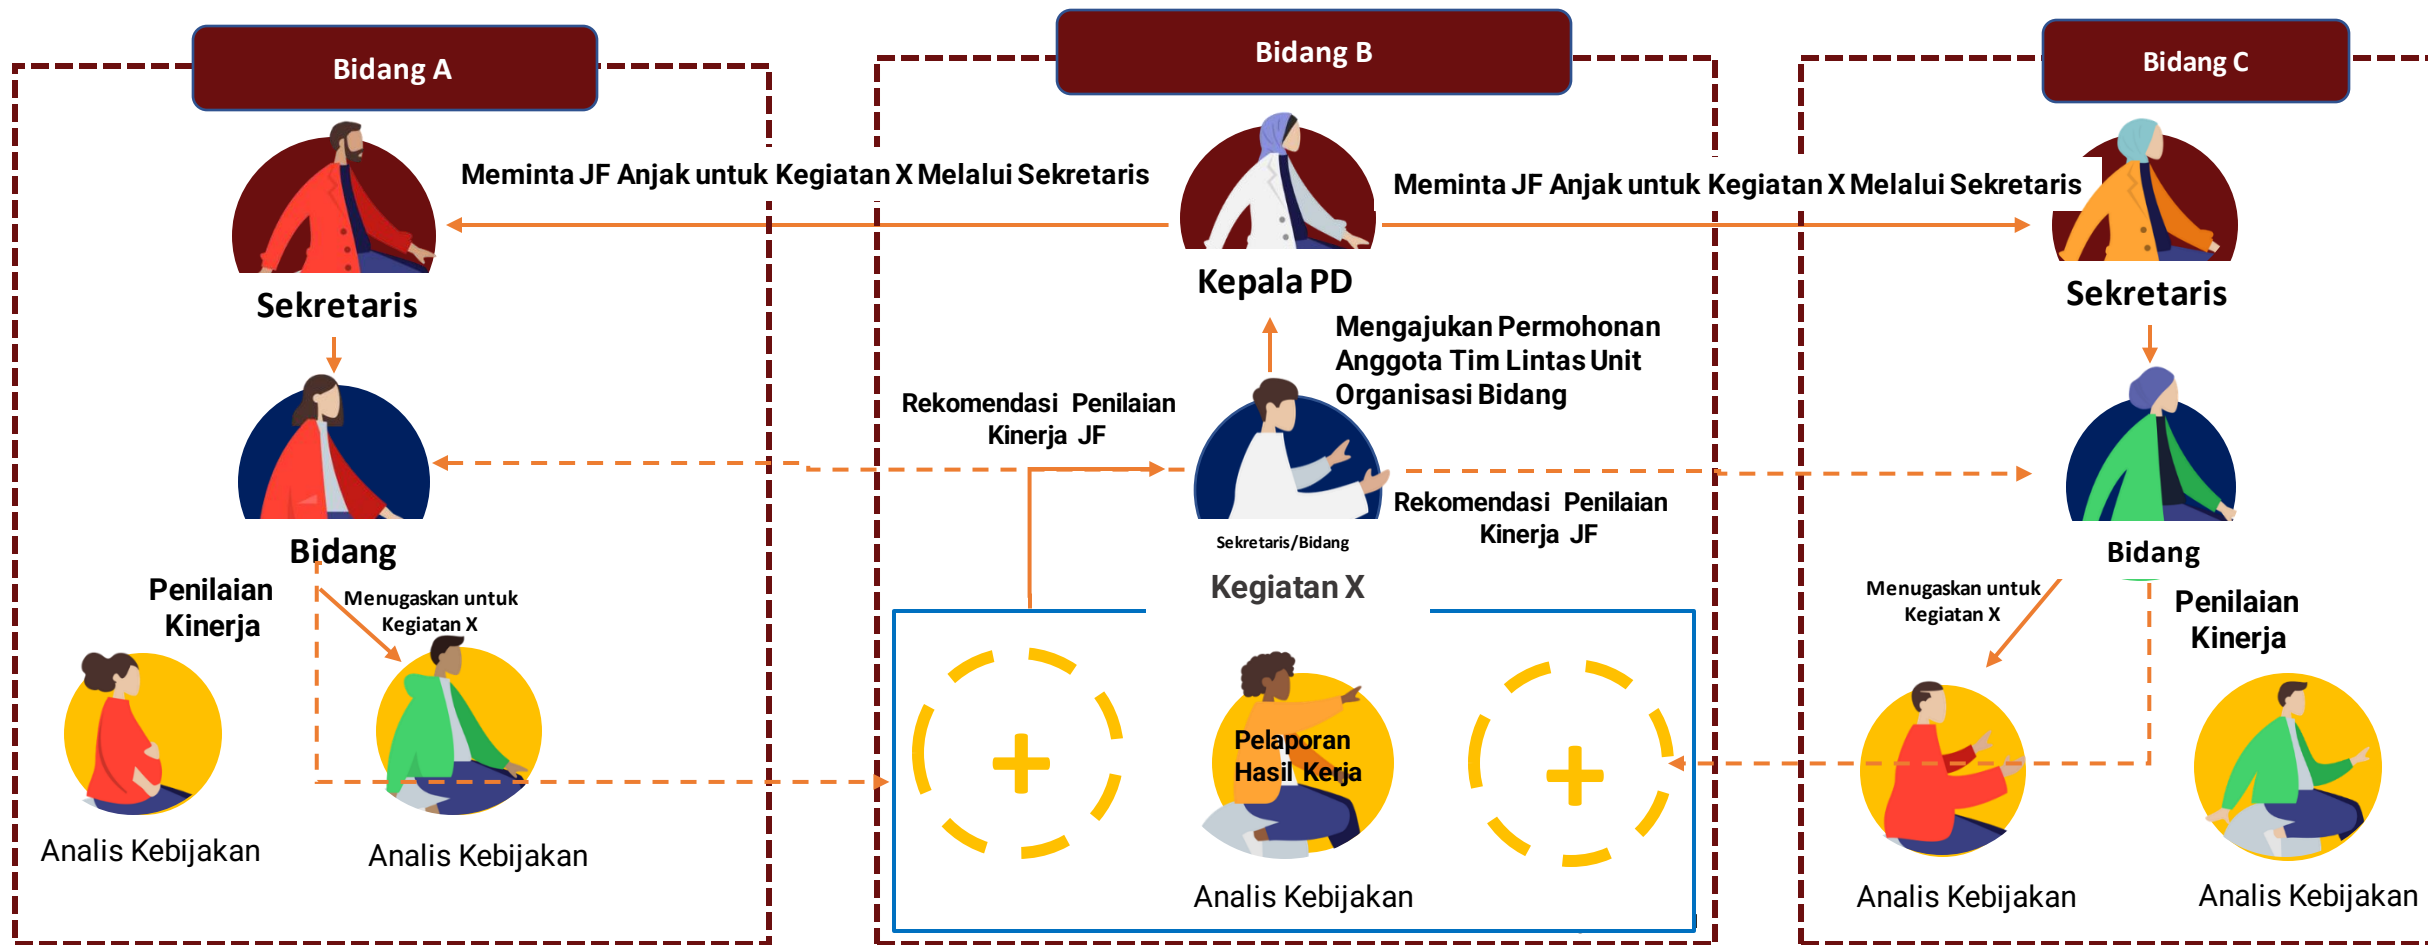 Bidang A
Bidang B
Bidang C
Meminta JF Anjak untuk Kegiatan X Melalui Sekretaris
Meminta JF Anjak untuk Kegiatan X Melalui Sekretaris
Sekretaris
Kepala PD
Sekretaris
Mengajukan Permohonan
Anggota Tim Lintas Unit
Organisasi Bidang
Rekomendasi Penilaian
Kinerja JF
Rekomendasi Penilaian
Kinerja JF
Bidang
Sekretaris/Bidang
Bidang
Kegiatan X
Penilaian
Kinerja
Menugaskan untuk
Kegiatan X
Menugaskan untuk
Kegiatan X
Penilaian
Kinerja
Pelaporan
Hasil Kerja
Analis Kebijakan
Analis Kebijakan
Analis Kebijakan
Analis Kebijakan
Analis Kebijakan